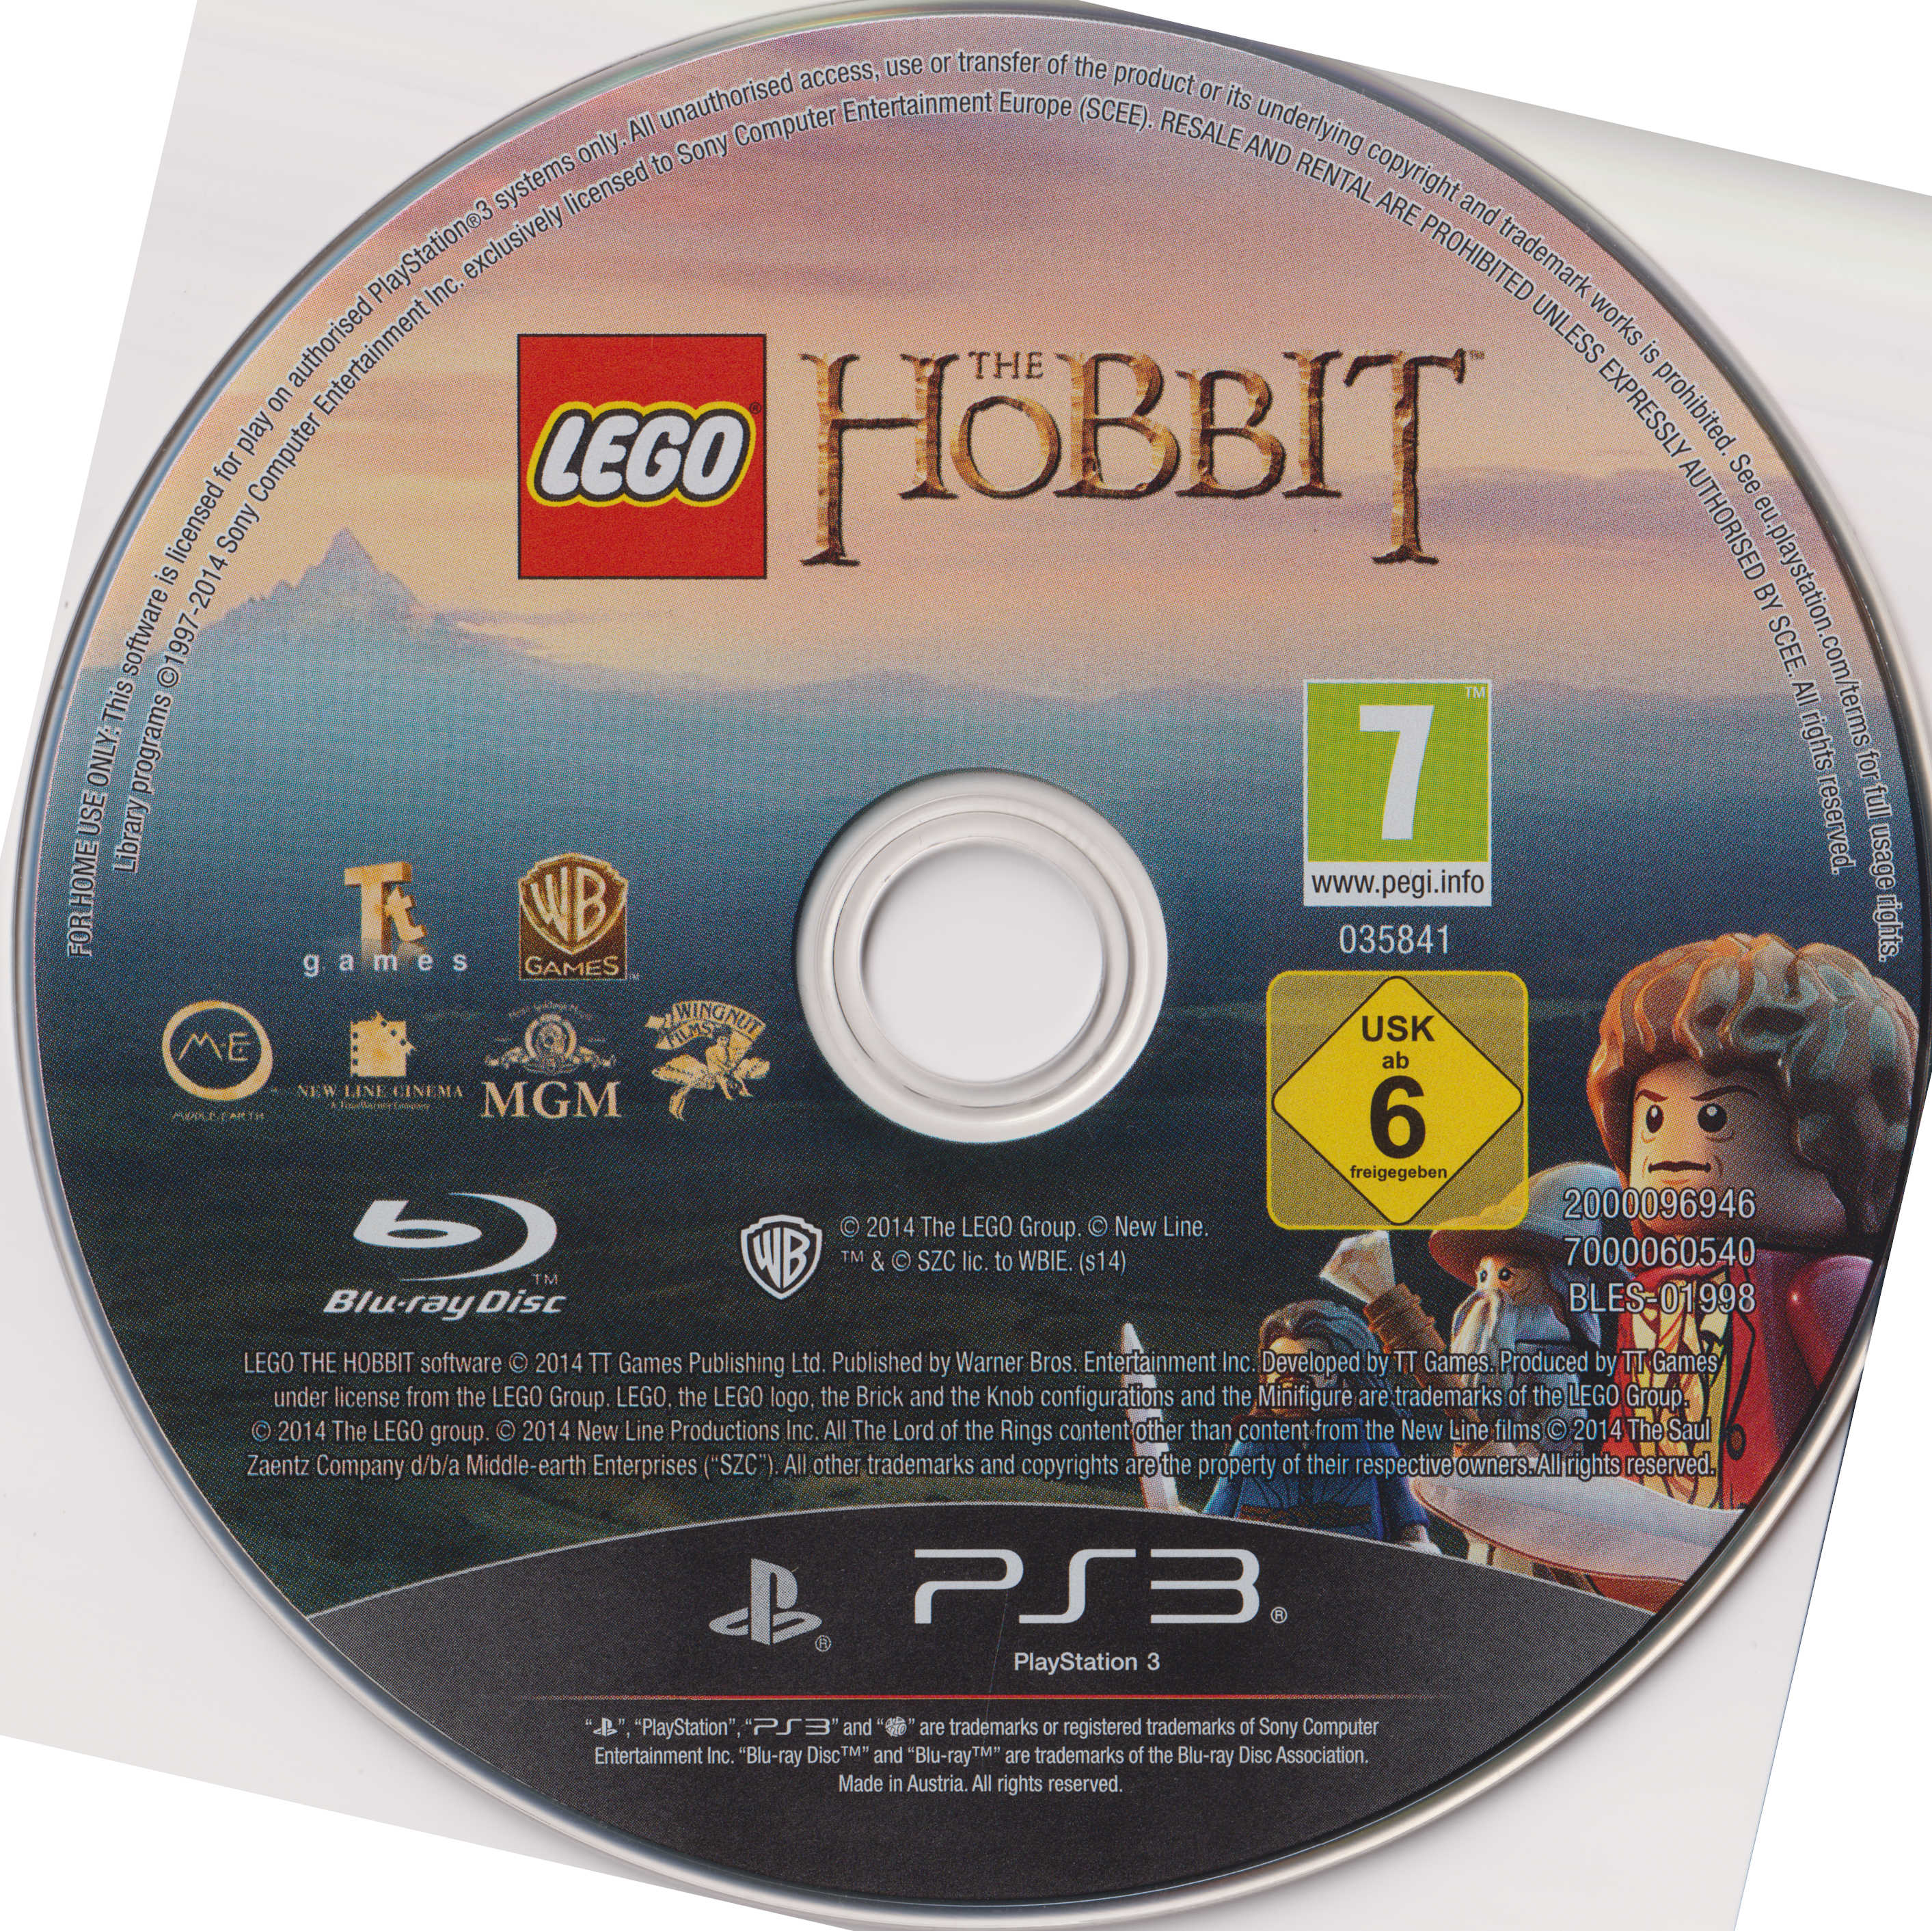 FOR HOME USE ONLY: This software is licensed for play on authorised PlayStation®3 systems only. All unauthorised access, use or transfer of the product or its underlying copyright and trademark works is prohibited. See eu.playstation.com/terms for full usage rights.
Library programs ©1997-2014 Sony Computer Entertainment Inc. exclusively licensed to Sony Computer Entertainment Europe (SCEE). RESALE AND RENTAL ARE PROHIBITED UNLESS EXPRESSLY AUTHORISED BY SCEE. All rights reserved.
LEGO®
THE
HOBBIT™
7™
www.pegi.info
035841
Tt
games
WB
GAMES™
M·E
MIDDLE-EARTH
NEW LINE CINEMA
A TimeWarner Company
MGM
WINGNUT
FILMS
USK
ab
6
freigegeben
2000096946
7000060540
BLES-01998
Blu-ray Disc™
WB
© 2014 The LEGO Group. © New Line.
™ & © SZC lic. to WBIE. (s14)
LEGO THE HOBBIT software © 2014 TT Games Publishing Ltd. Published by Warner Bros. Entertainment Inc. Developed by TT Games. Produced by TT Games
under license from the LEGO Group. LEGO, the LEGO logo, the Brick and the Knob configurations and the Minifigure are trademarks of the LEGO Group.
© 2014 The LEGO group. © 2014 New Line Productions Inc. All The Lord of the Rings content other than content from the New Line films © 2014 The Saul
Zaentz Company d/b/a Middle-earth Enterprises (“SZC”). All other trademarks and copyrights are the property of their respective owners. All rights reserved.
PS3®
®
PlayStation 3
“ ”, “PlayStation”, “PS3” and “ ” are trademarks or registered trademarks of Sony Computer
Entertainment Inc. “Blu-ray Disc™” and “Blu-ray™” are trademarks of the Blu-ray Disc Association.
Made in Austria. All rights reserved.